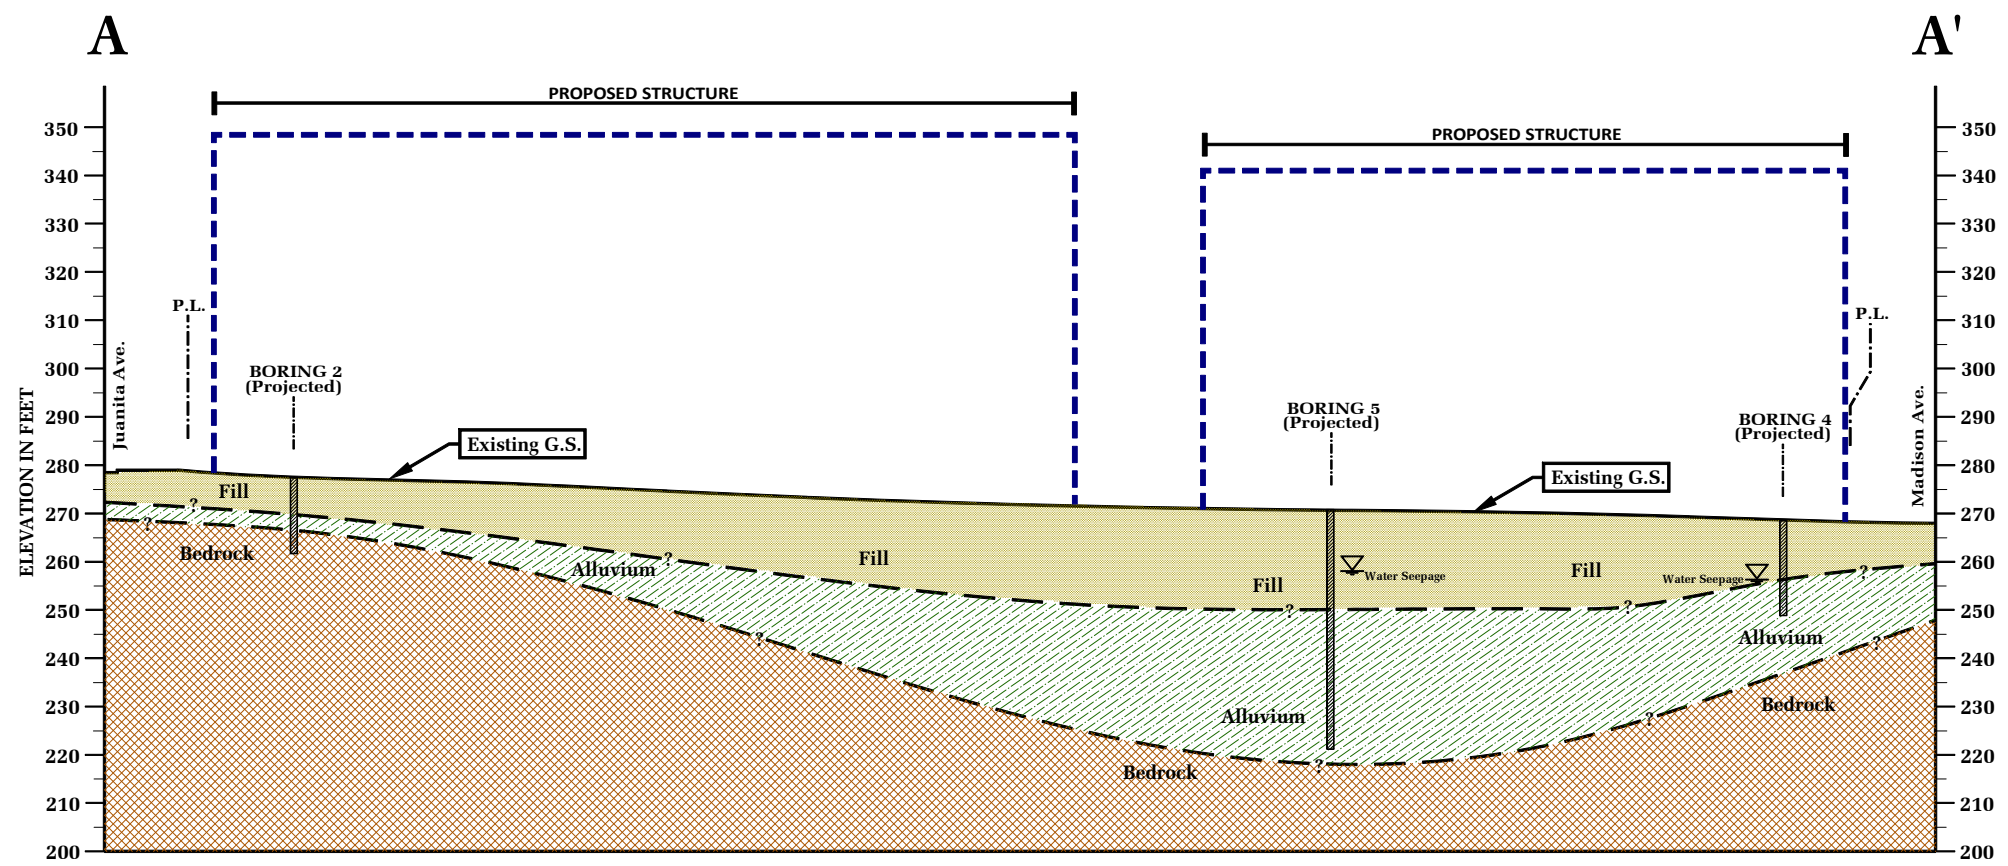 A
A'
PROPOSED STRUCTURE
PROPOSED STRUCTURE
350
340
330
320
310
300
290
280
270
260
250
240
230
220
210
200
ELEVATION IN FEET
Juanita Ave.
P.L.
BORING 2
(Projected)
Existing G.S.
BORING 5
(Projected)
Existing G.S.
BORING 4
(Projected)
P.L.
Madison Ave.
350
340
330
320
310
300
290
280
270
260
250
240
230
220
210
200
Fill
?
?
Bedrock
Alluvium
?
Fill
?
Fill
Water Seepage
Fill
Water Seepage
?
?
?
Alluvium
?
Alluvium
?
Bedrock
?
Bedrock